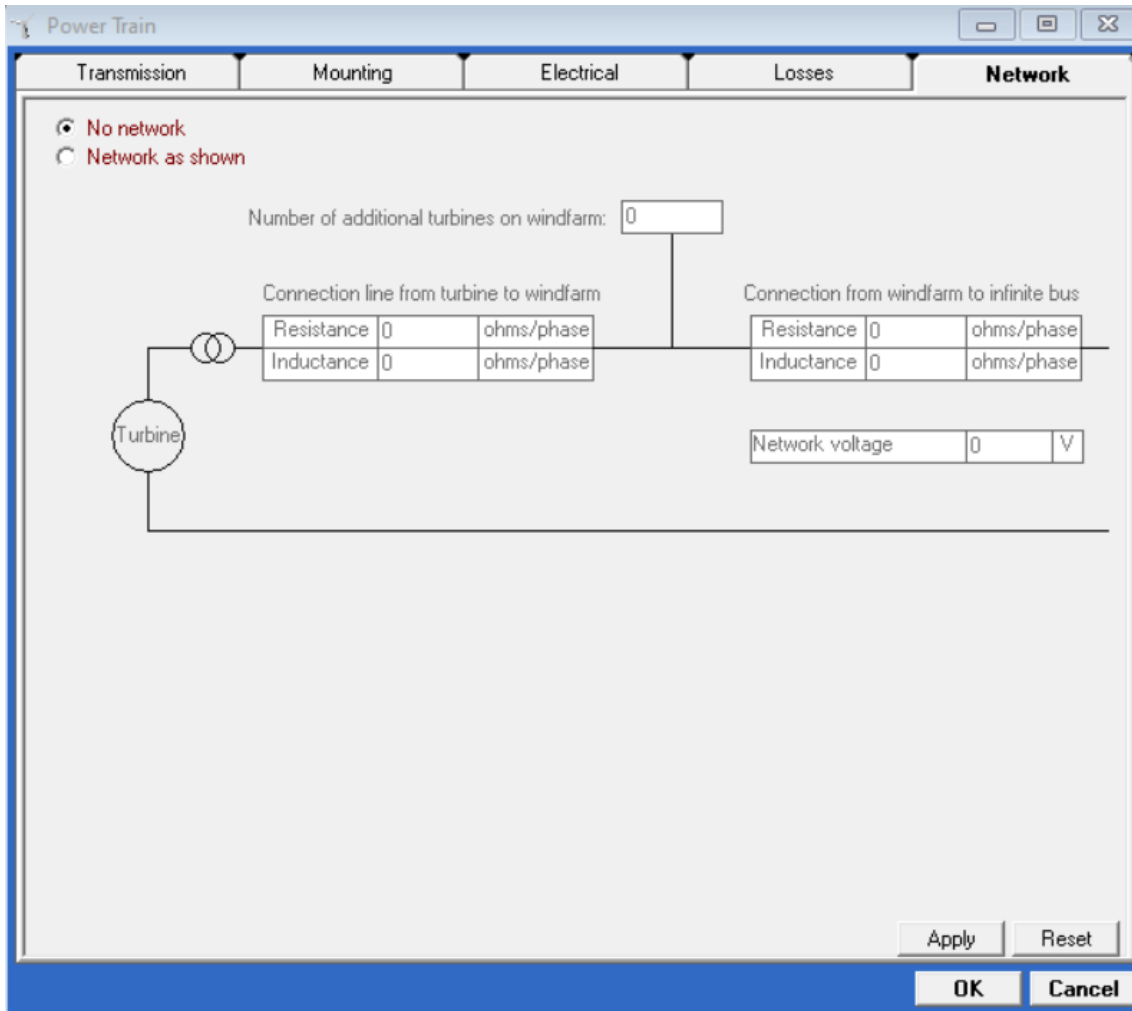 Power Train
Transmission Mounting Electrical Losses Network
No network
Network as shown
Number of additional turbines on windfarm: 0
Connection line from turbine to windfarm Connection from windfarm to infinite bus
Resistance 0 ohms/phase Resistance 0 ohms/phase
Inductance 0 ohms/phase Inductance 0 ohms/phase
Turbine
Network voltage 0 V
Apply Reset
OK Cancel